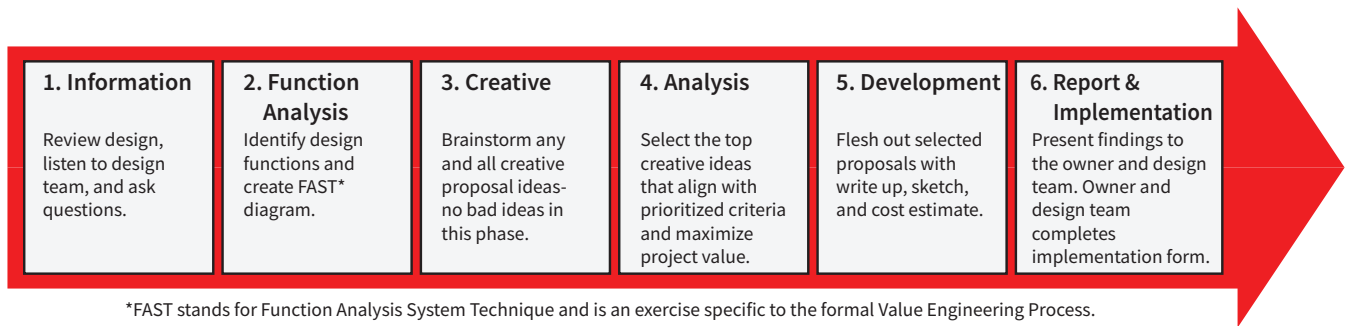 1. Information
Review design,
listen to design
team, and ask
questions.
2. Function
Analysis
Identify design
functions and
create FAST*
diagram.
3. Creative
Brainstorm any
and all creative
proposal ideas-
no bad ideas in
this phase.
4. Analysis
Select the top
creative ideas
that align with
prioritized criteria
and maximize
project value.
5. Development
Flesh out selected
proposals with
write up, sketch,
and cost estimate.
6. Report &
Implementation
Present findings to
the owner and design
team. Owner and
design team
completes
implementation form.
*FAST stands for Function Analysis System Technique and is an exercise specific to the formal Value Engineering Process.